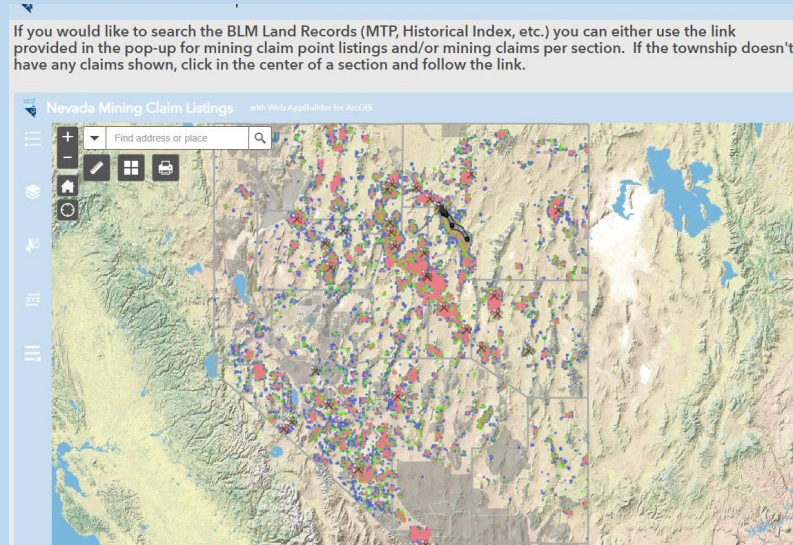 If you would like to search the BLM Land Records (MTP, Historical Index, etc.) you can either use the link
provided in the pop-up for mining claim point listings and/or mining claims per section.  If the township doesn't
have any claims shown, click in the center of a section and follow the link.
Nevada Mining Claim Listings
with Web AppBuilder for ArcGIS
Find address or place
XYZ